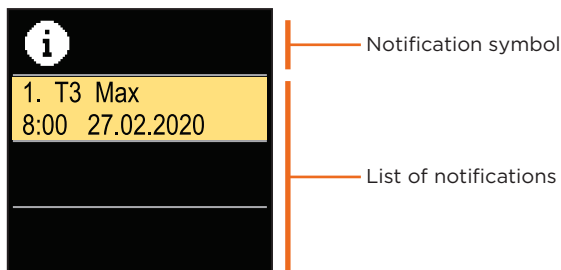 i
Notification symbol
1. T3 Max
8:00 27.02.2020
List of notifications